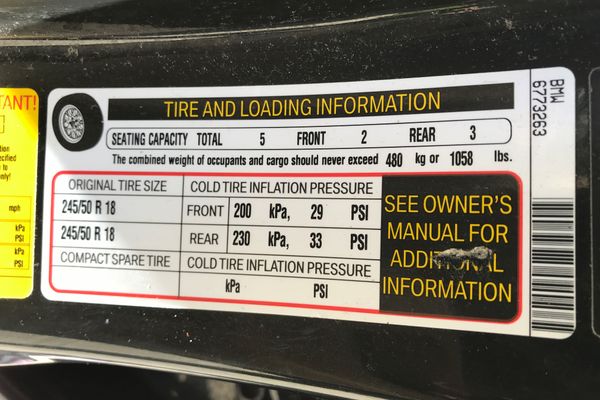 TIRE AND LOADING INFORMATION
SEATING CAPACITY TOTAL 5 FRONT 2 REAR 3
The combined weight of occupants and cargo should never exceed 480 kg or 1058 lbs.
ORIGINAL TIRE SIZE COLD TIRE INFLATION PRESSURE
245/50 R 18 FRONT 200 kPa, 29 PSI
245/50 R 18 REAR 230 kPa, 33 PSI
COMPACT SPARE TIRE COLD TIRE INFLATION PRESSURE
kPa PSI
SEE OWNER'S
MANUAL FOR
ADDITIONAL
INFORMATION
BMW
6773263
TANT!
mph
kPa
PSI
kPa
PSI